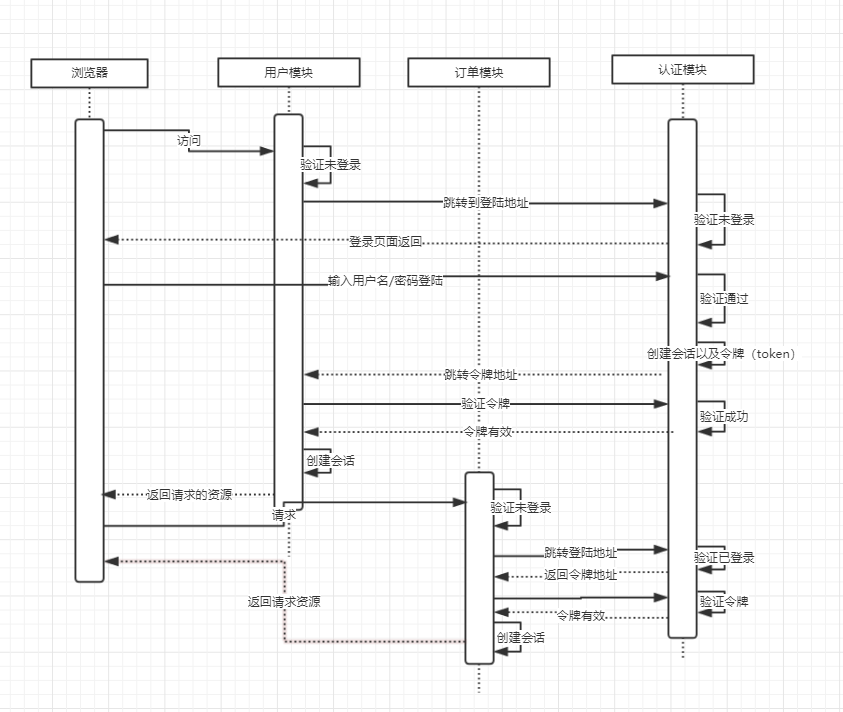 浏览器
用户模块
订单模块
认证模块
访问
验证未登录
跳转到登陆地址
验证未登录
登录页面返回
输入用户名/密码登陆
验证通过
创建会话以及令牌（token）
跳转令牌地址
验证令牌
验证成功
令牌有效
创建会话
返回请求的资源
请求
验证未登录
跳转登陆地址
验证已登录
返回令牌地址
返回请求资源
验证令牌
令牌有效
创建会话